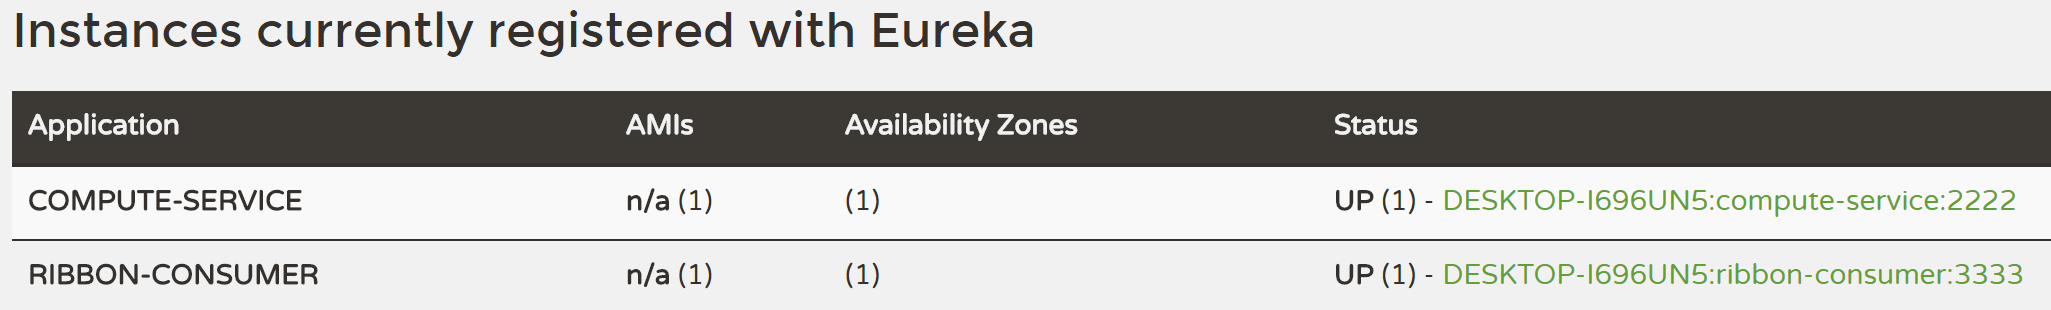 Instances currently registered with Eureka
Application AMIs Availability Zones Status
COMPUTE-SERVICE n/a (1) (1) UP (1) - DESKTOP-I696UN5:compute-service:2222
RIBBON-CONSUMER n/a (1) (1) UP (1) - DESKTOP-I696UN5:ribbon-consumer:3333